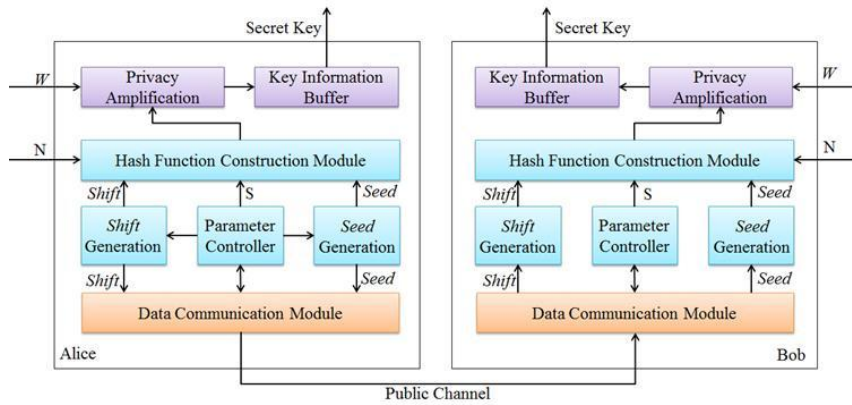 Secret Key
Secret Key
W
Privacy
Amplification
Key Information
Buffer
Key Information
Buffer
Privacy
Amplification
W
N
Hash Function Construction Module
Hash Function Construction Module
N
Shift
S
Seed
Shift
S
Seed
Shift
Generation
Parameter
Controller
Seed
Generation
Shift
Generation
Parameter
Controller
Seed
Generation
Shift
Seed
Shift
Seed
Data Communication Module
Data Communication Module
Alice
Bob
Public Channel